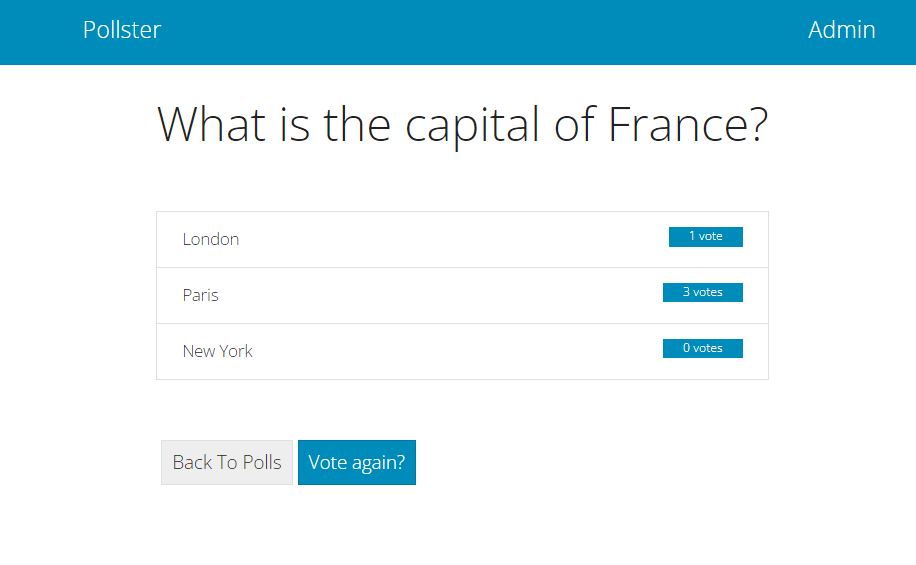 Pollster Admin
What is the capital of France?
London 1 vote
Paris 3 votes
New York 0 votes
Back To Polls Vote again?